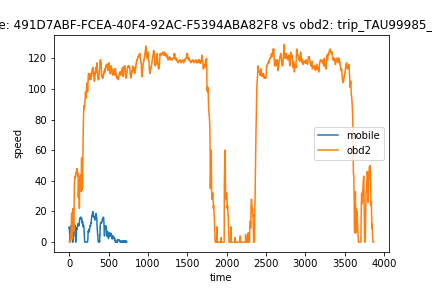 e: 491D7ABF-FCEA-40F4-92AC-F5394ABA82F8 vs obd2: trip_TAU99985_
120
100
80
60
40
20
0
speed
mobile
obd2
0 500 1000 1500 2000 2500 3000 3500 4000
time